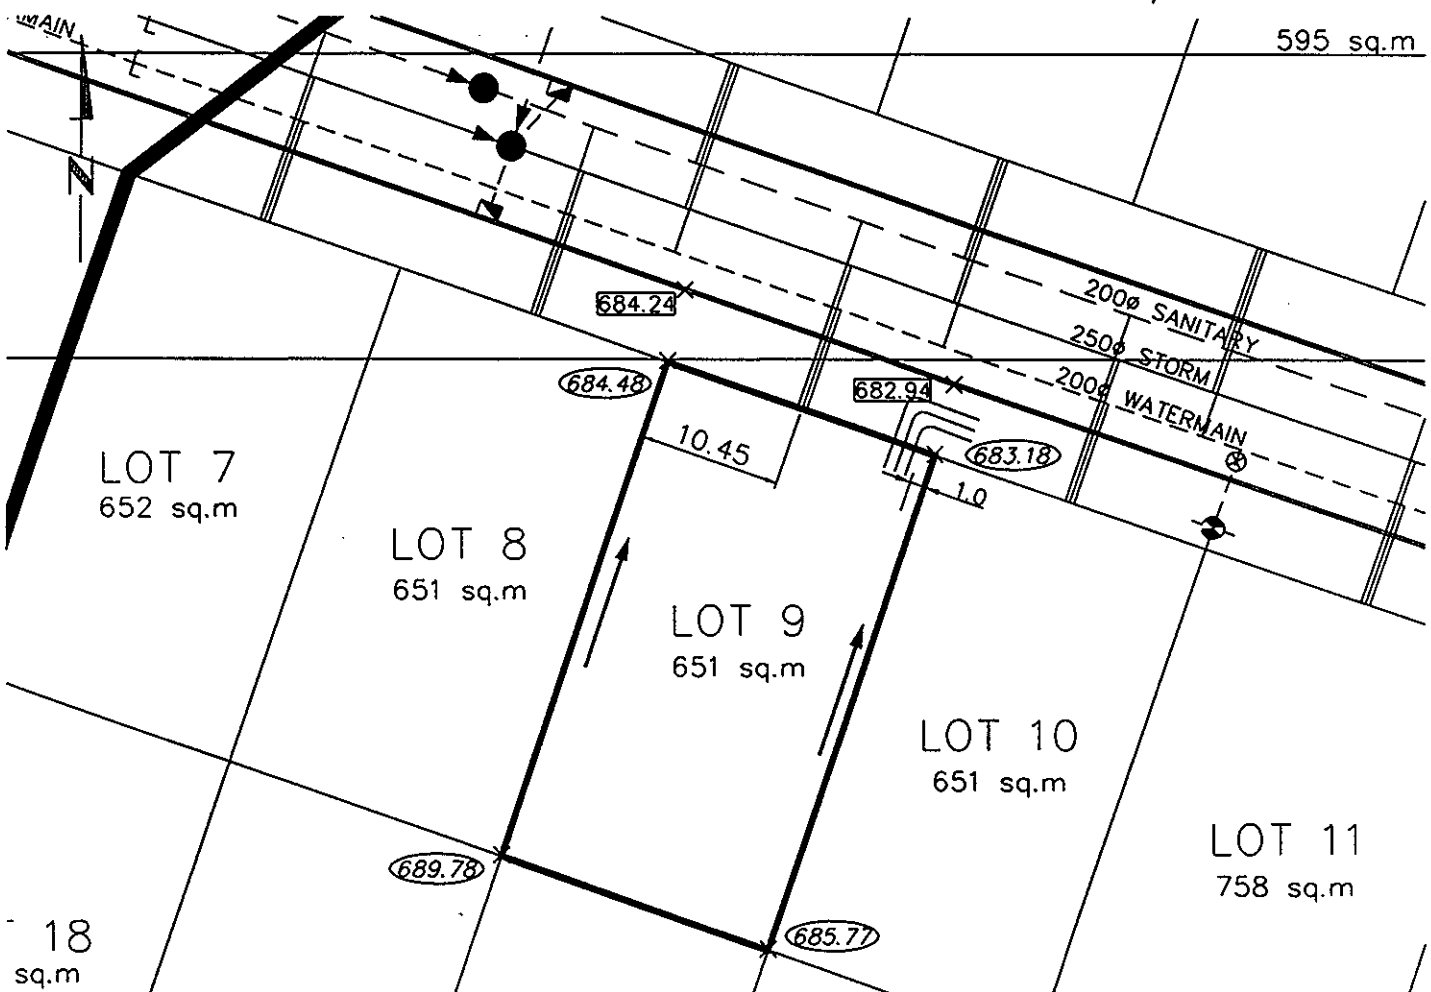 MAIN
595 sq.m
N
200ø SANITARY
250ø STORM
200ø WATERMAIN
684.24
682.94
684.48
683.18
10.45
1.0
LOT 7
652 sq.m
LOT 8
651 sq.m
LOT 9
651 sq.m
LOT 10
651 sq.m
LOT 11
758 sq.m
689.78
685.77
18
sq.m